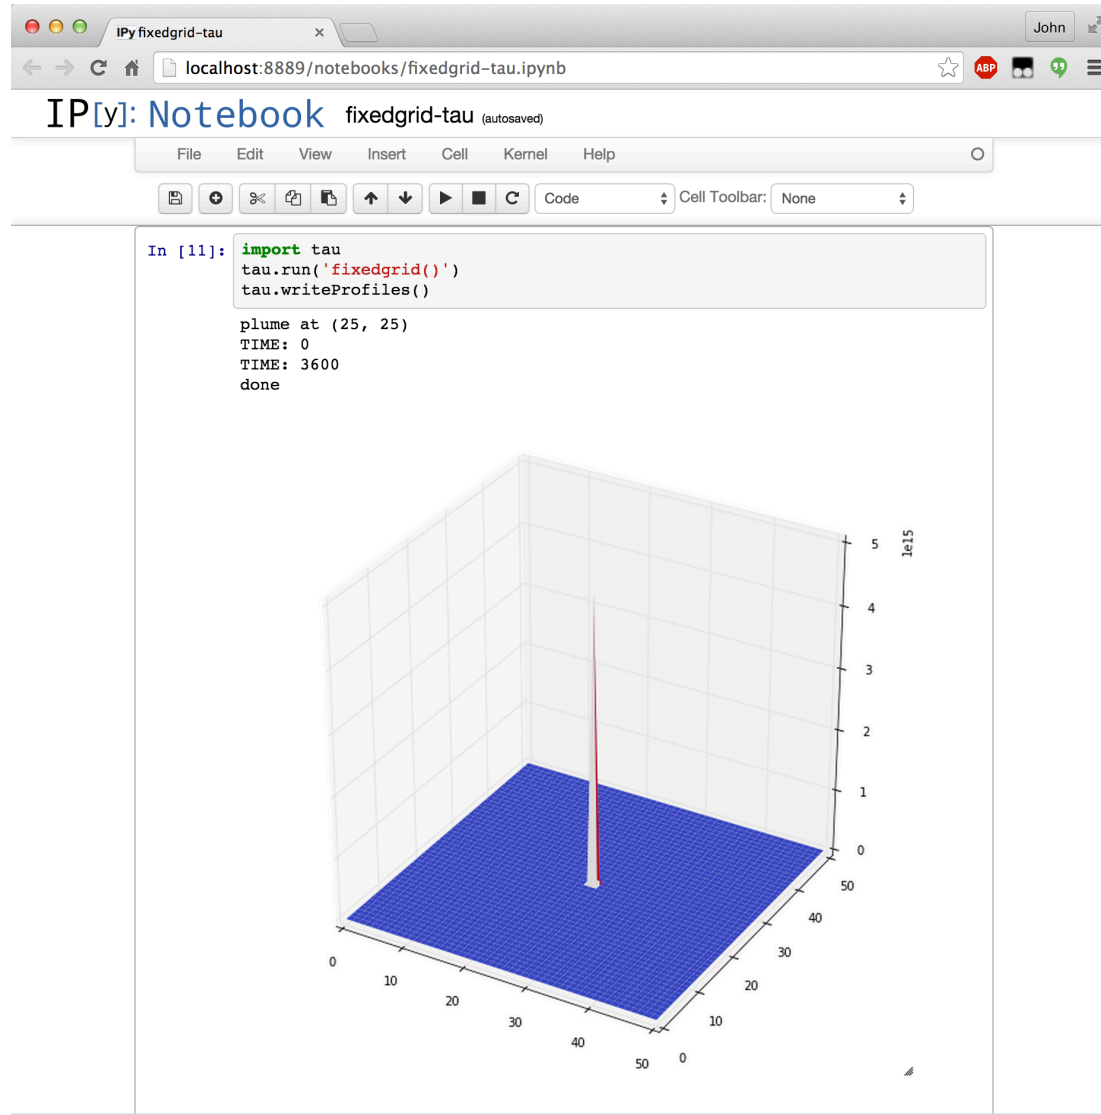 IPy fixedgrid-tau ×
John
localhost:8889/notebooks/fixedgrid-tau.ipynb
ABP
IP[y]: Notebook fixedgrid-tau (autosaved)
File Edit View Insert Cell Kernel Help
Code Cell Toolbar: None
In [11]: import tau
tau.run('fixedgrid()')
tau.writeProfiles()
plume at (25, 25)
TIME: 0
TIME: 3600
done
5 1e15
4
3
2
1
0
50
40
30
20
10
0
0
10
20
30
40
50